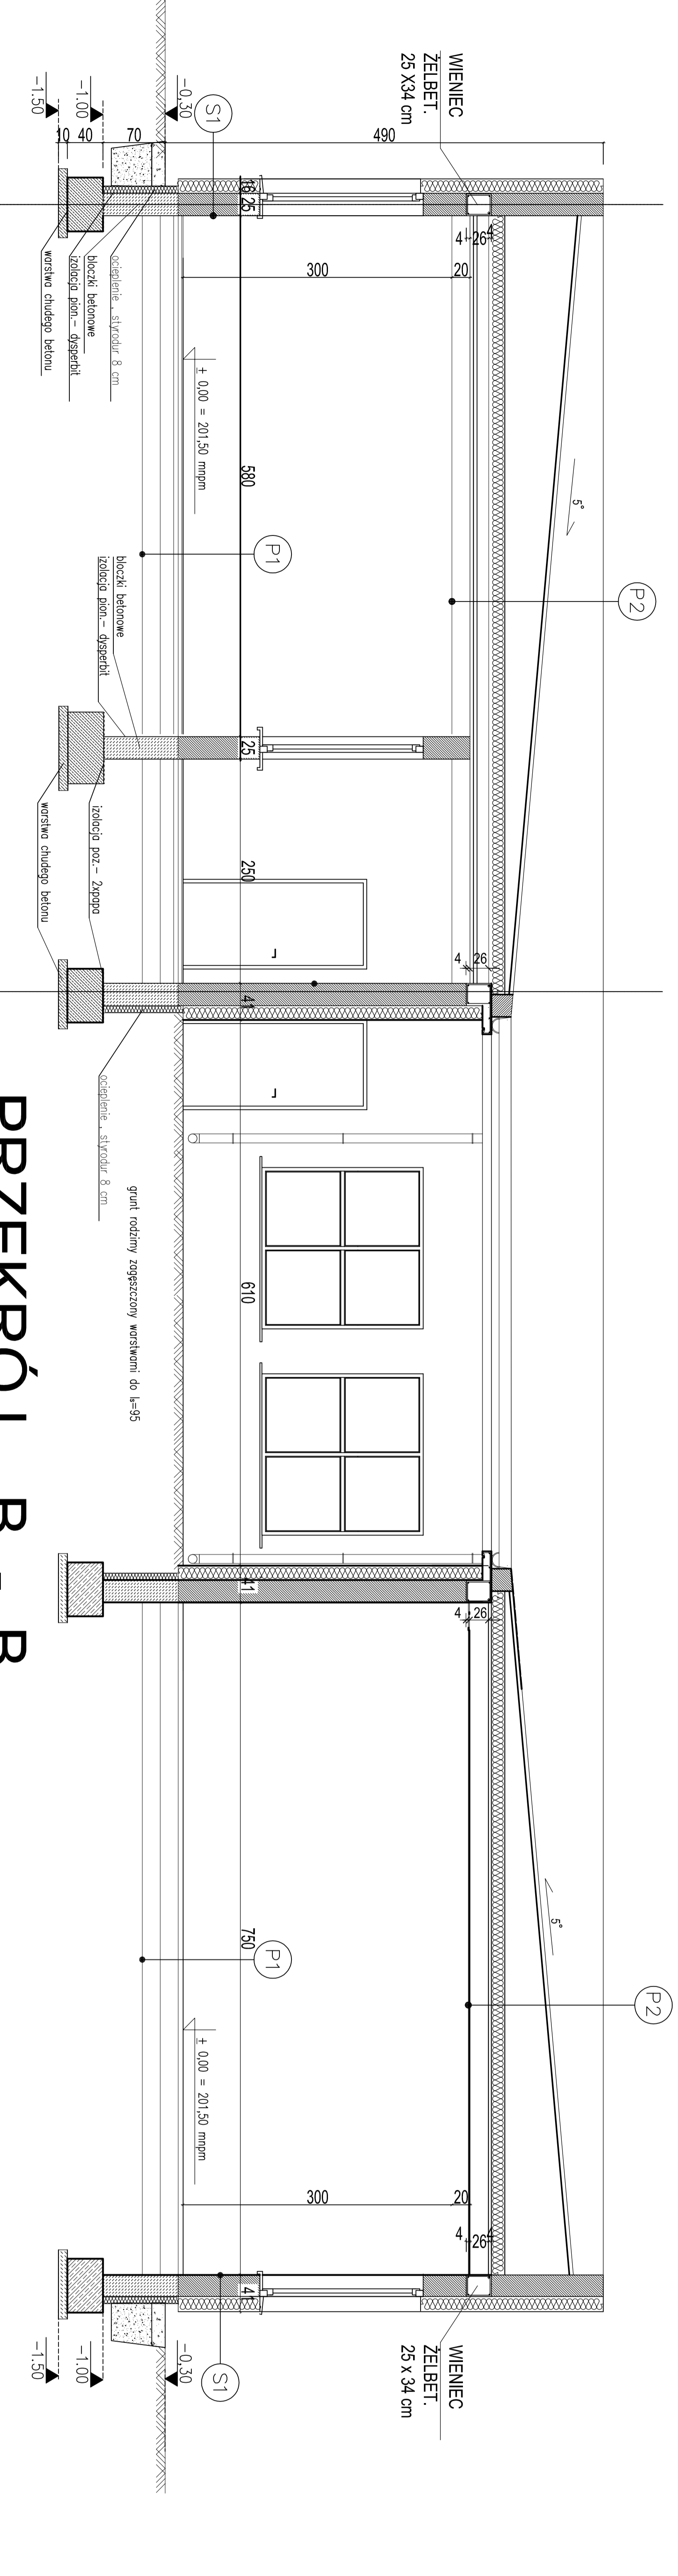 WIENIEC
ŻELBET.
25 X34 cm
P2
P2
WIENIEC
ŻELBET.
25 x 34 cm
5°
5°
4
26
4
4
26
4
26
4
26
4
20
20
490
300
300
S1
16
25
580
25
250
41
610
41
750
41
S1
P1
P1
± 0,00 = 201,50 mnpm
± 0,00 = 201,50 mnpm
-0,30
-0,30
70
-1.00
-1.00
40
10
-1.50
-1.50
ocieplenie , styrodur 8 cm
bloczki betonowe
izolacja pion.- dysperbit
warstwa chudego betonu
bloczki betonowe
izolacja pion.- dysperbit
izolacja poz.- 2xpapa
warstwa chudego betonu
ocieplenie , styrodur 8 cm
grunt rodzimy zagęszczony warstwami do Is=95
PRZEKRÓJ B - B